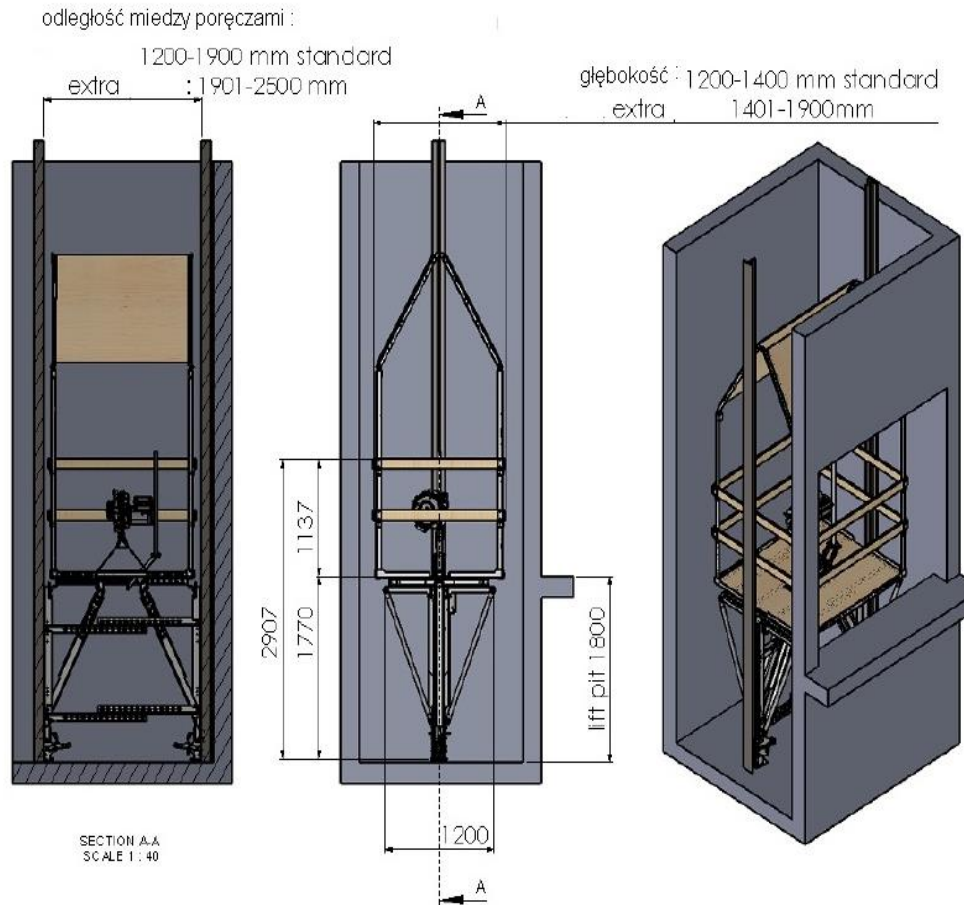 odległość miedzy poręczami :
1200-1900 mm standard
extra : 1901-2500 mm
głębokość : 1200-1400 mm standard
extra 1401-1900mm
A
1137
2907
1770
lift pit 1800
1200
SECTION A-A
SCALE 1 : 40
A